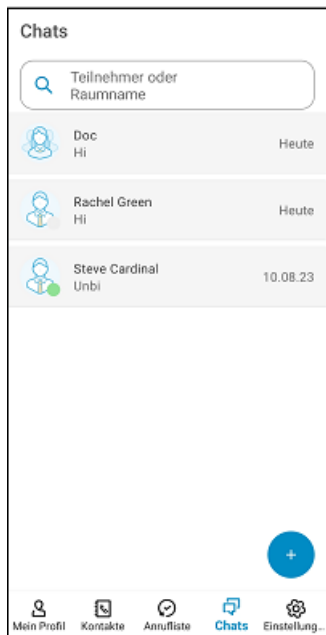 Chats
Teilnehmer oder
Raumname
Doc
Hi
Heute
Rachel Green
Hi
Heute
Steve Cardinal
Unbi
10.08.23
+
Mein Profil
Kontakte
Anrufliste
Chats
Einstellung...